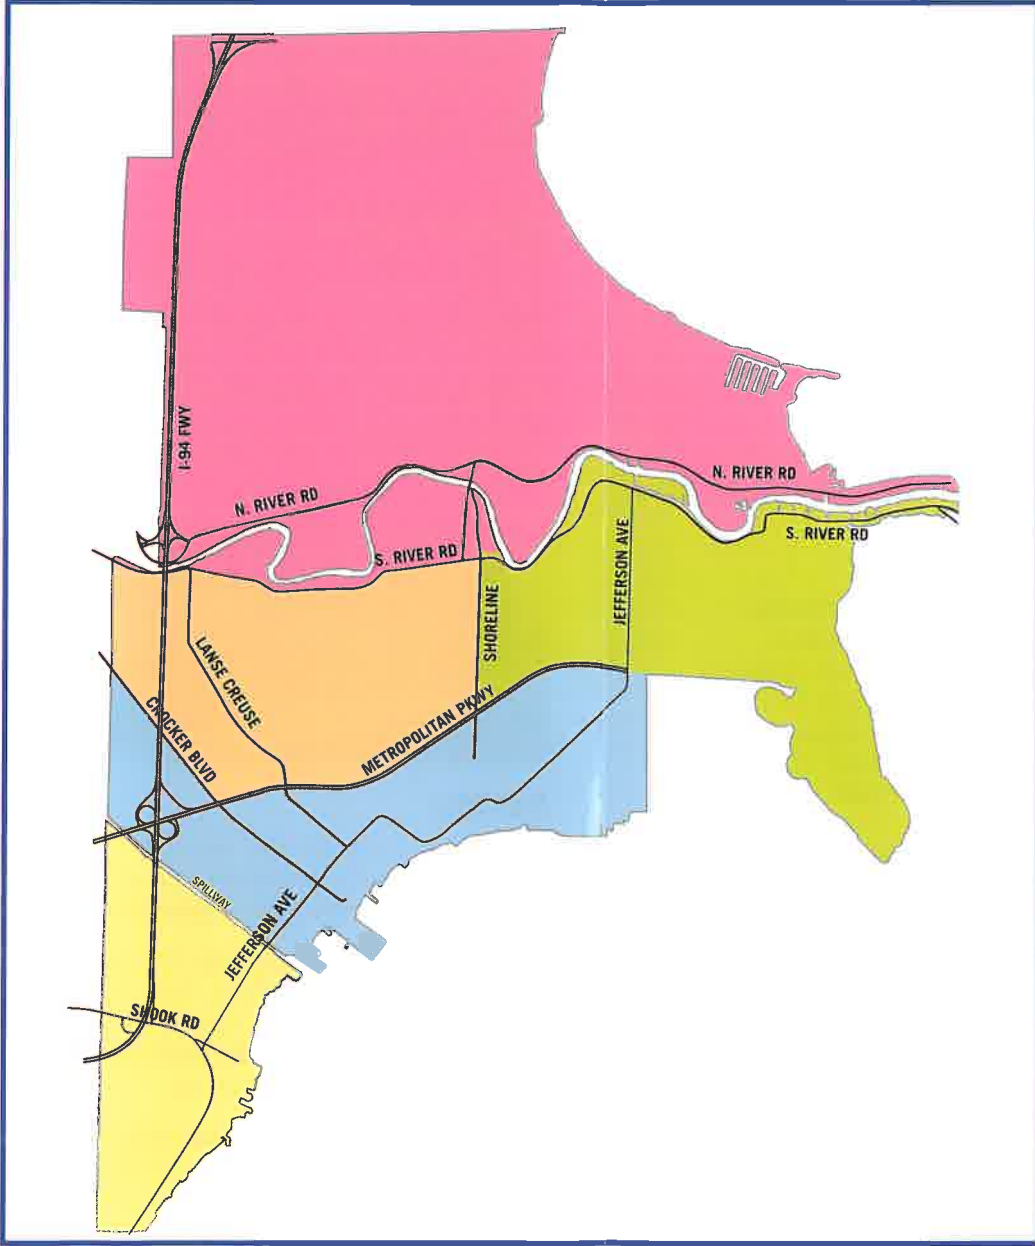 I-94 FWY
N. RIVER RD
N. RIVER RD
S. RIVER RD
S. RIVER RD
JEFFERSON AVE
SHORELINE
LANSE CREUSE
CROCKER BLVD
METROPOLITAN PKWY
SPILLWAY
JEFFERSON AVE
SHOOK RD